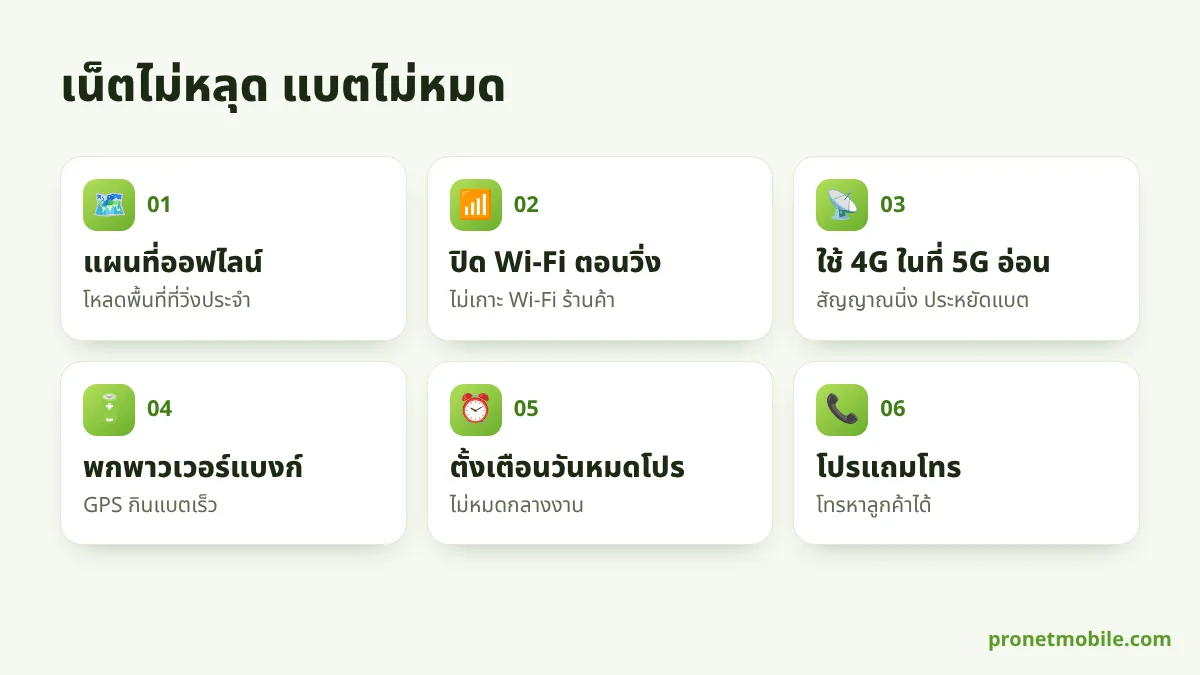 เน็ตไม่หลุด แบตไม่หมด
01
แผนที่ออฟไลน์
โหลดพื้นที่ที่วิ่งประจำ
02
ปิด Wi-Fi ตอนวิ่ง
ไม่เกาะ Wi-Fi ร้านค้า
03
ใช้ 4G ในที่ 5G อ่อน
สัญญาณนิ่ง ประหยัดแบต
04
พกพาวเวอร์แบงก์
GPS กินแบตเร็ว
05
ตั้งเตือนวันหมดโปร
ไม่หมดกลางงาน
06
โปรแถมโทร
โทรหาลูกค้าได้
pronetmobile.com